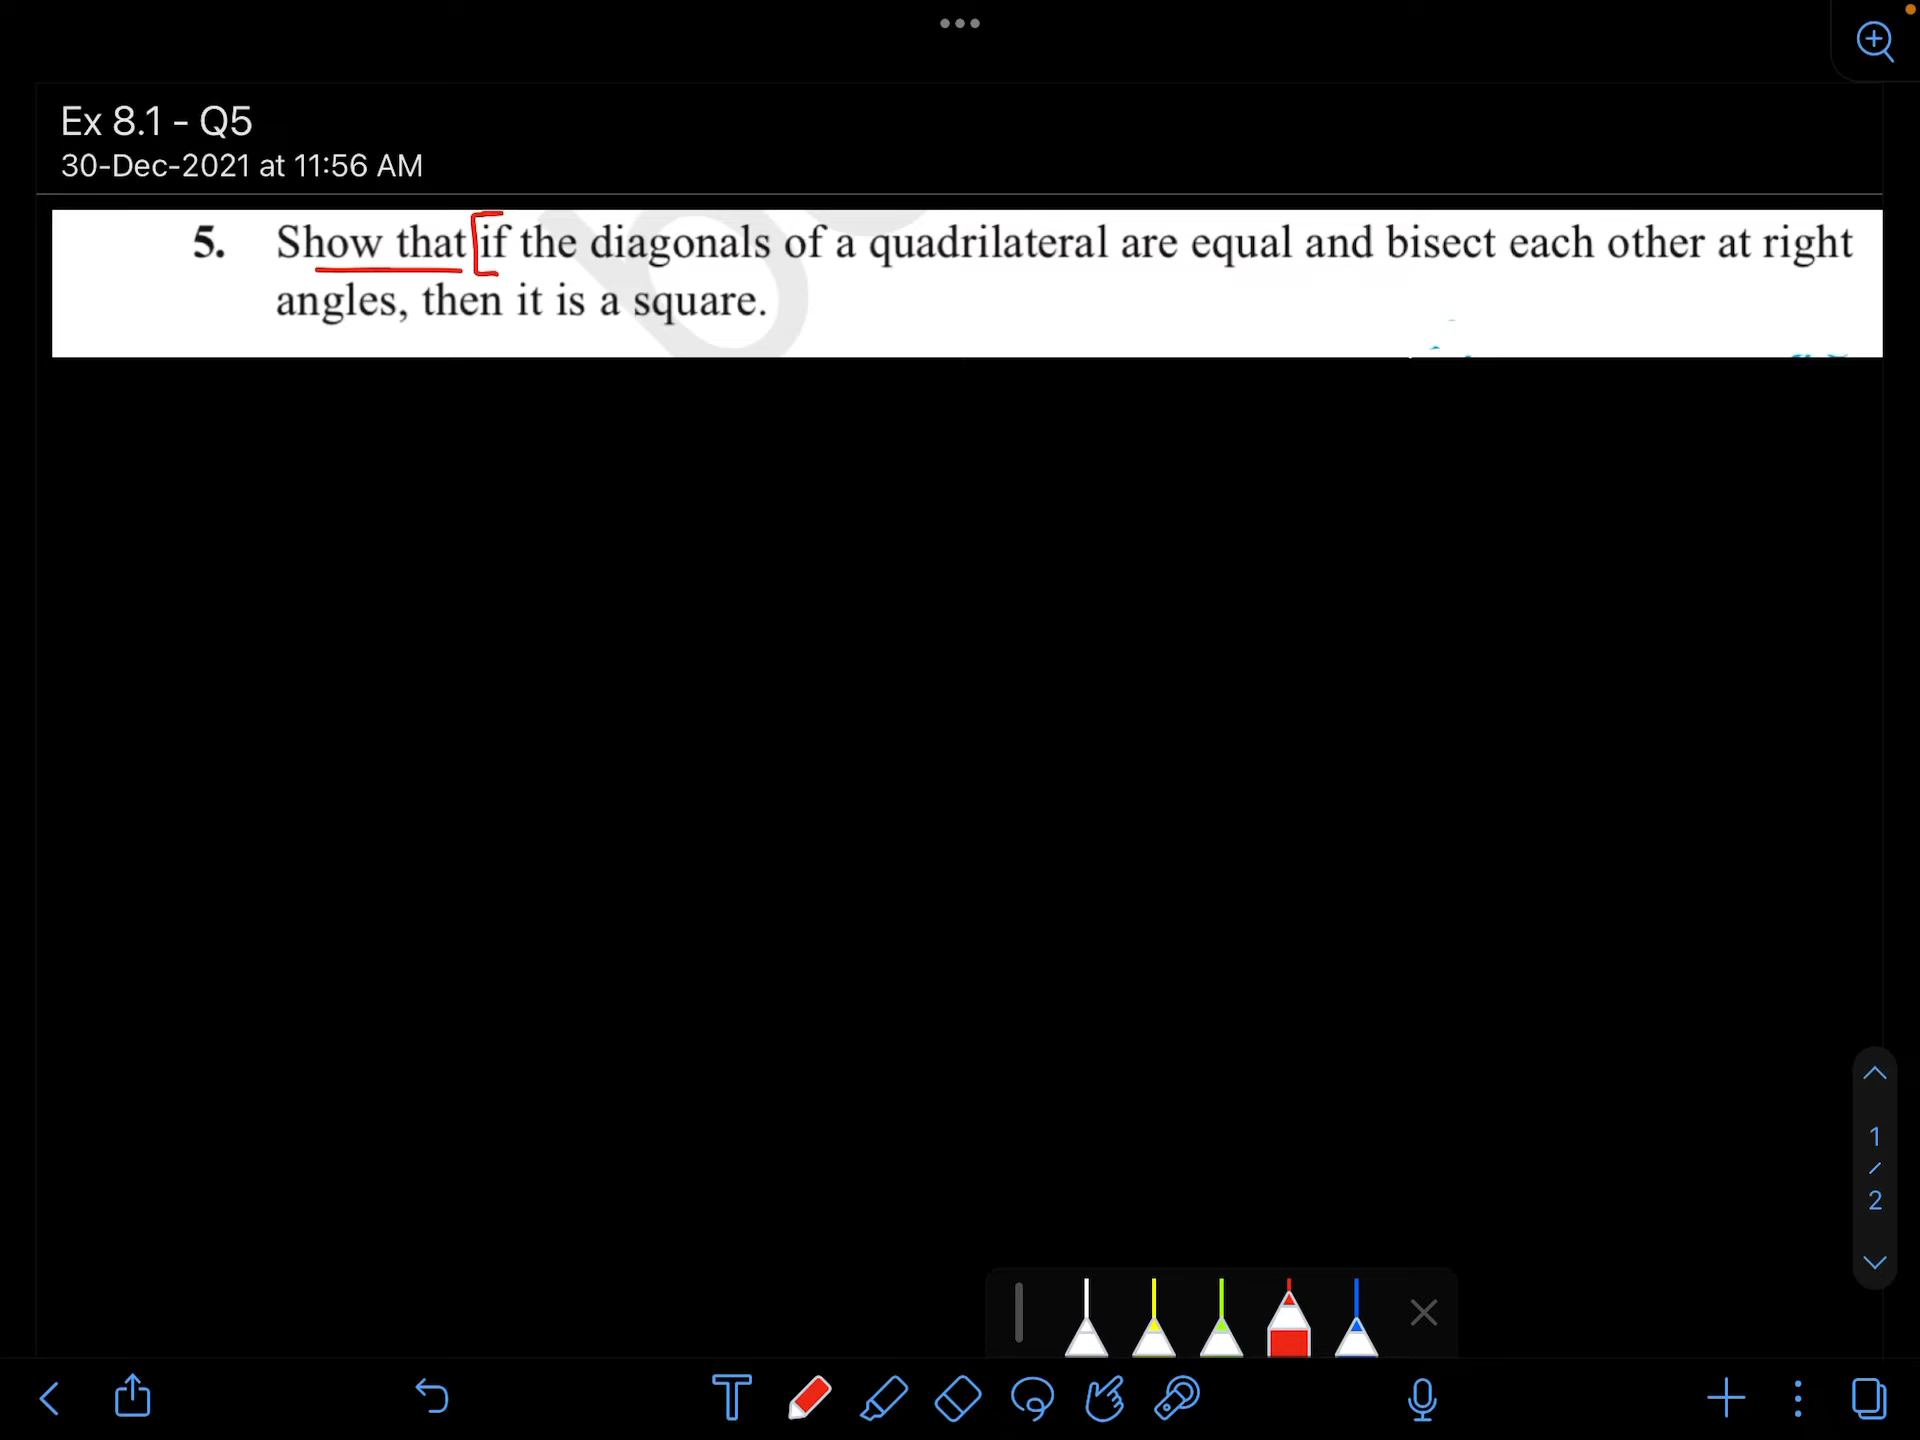 Ex 8.1 - Q5
30-Dec-2021 at 11:56 AM
5. Show that if the diagonals of a quadrilateral are equal and bisect each other at right
angles, then it is a square.
1
/
2